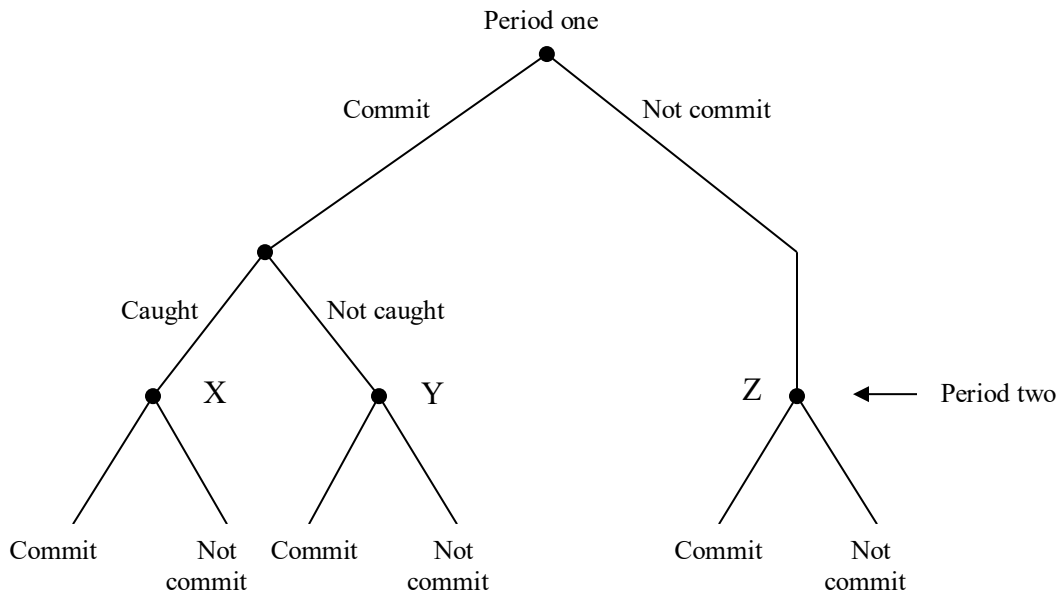 Period one
Commit
Not commit
Caught
Not caught
X
Y
Z
Period two
Commit
Not
commit
Commit
Not
commit
Commit
Not
commit